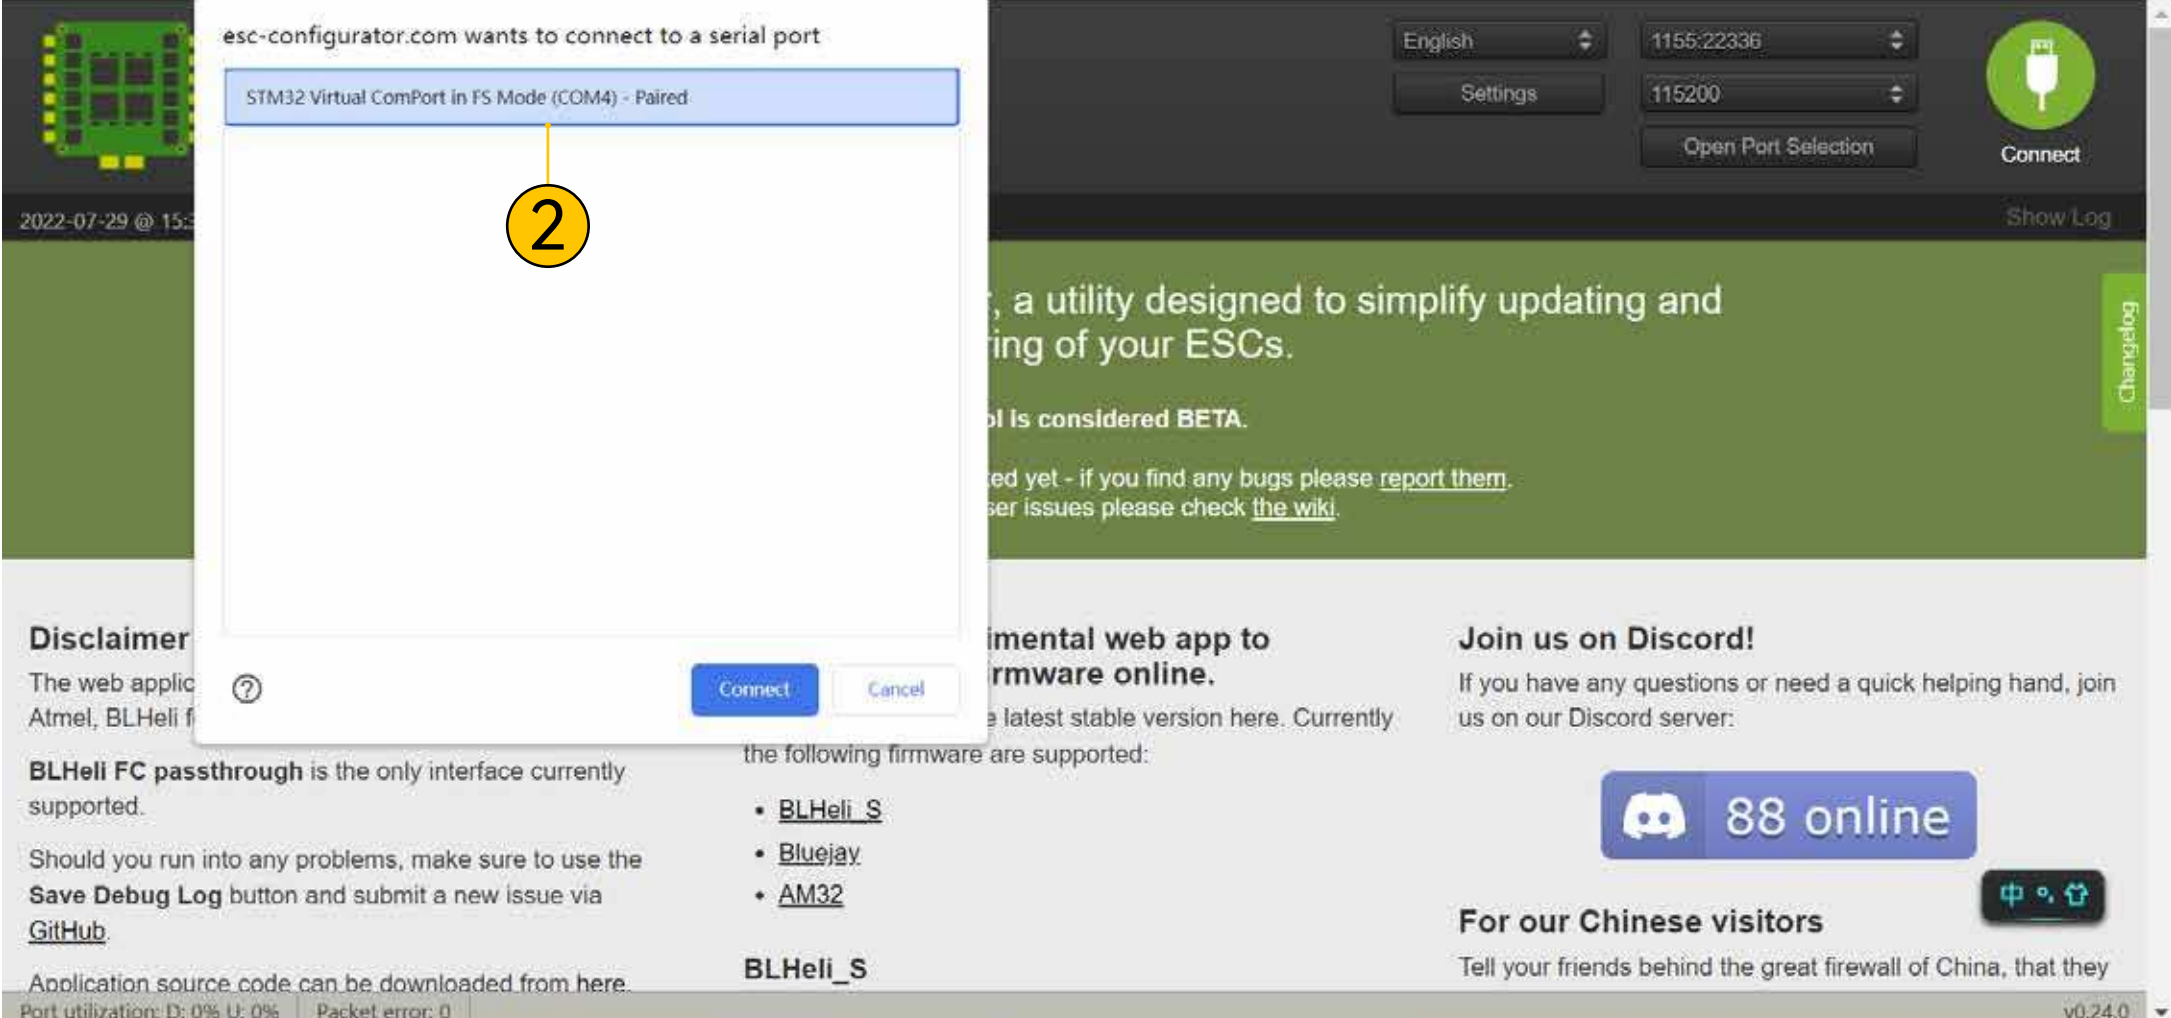 esc-configurator.com wants to connect to a serial port
STM32 Virtual ComPort in FS Mode (COM4) - Paired
2
Connect
Cancel
English
1155:22336
Settings
115200
Open Port Selection
Connect
2022-07-29 @ 15:
Show Log
, a utility designed to simplify updating and
ring of your ESCs.
ol is considered BETA.
ed yet - if you find any bugs please report them.
ser issues please check the wiki.
Changelog
Disclaimer
The web applic
Atmel, BLHeli f
BLHeli FC passthrough is the only interface currently
supported.
Should you run into any problems, make sure to use the
Save Debug Log button and submit a new issue via
GitHub.
Application source code can be downloaded from here.
imental web app to
rmware online.
e latest stable version here. Currently
the following firmware are supported:
• BLHeli_S
• Bluejay
• AM32
BLHeli_S
Join us on Discord!
If you have any questions or need a quick helping hand, join
us on our Discord server:
88 online
中
For our Chinese visitors
Tell your friends behind the great firewall of China, that they
Port utilization: D: 0% U: 0%
Packet error: 0
v0.24.0